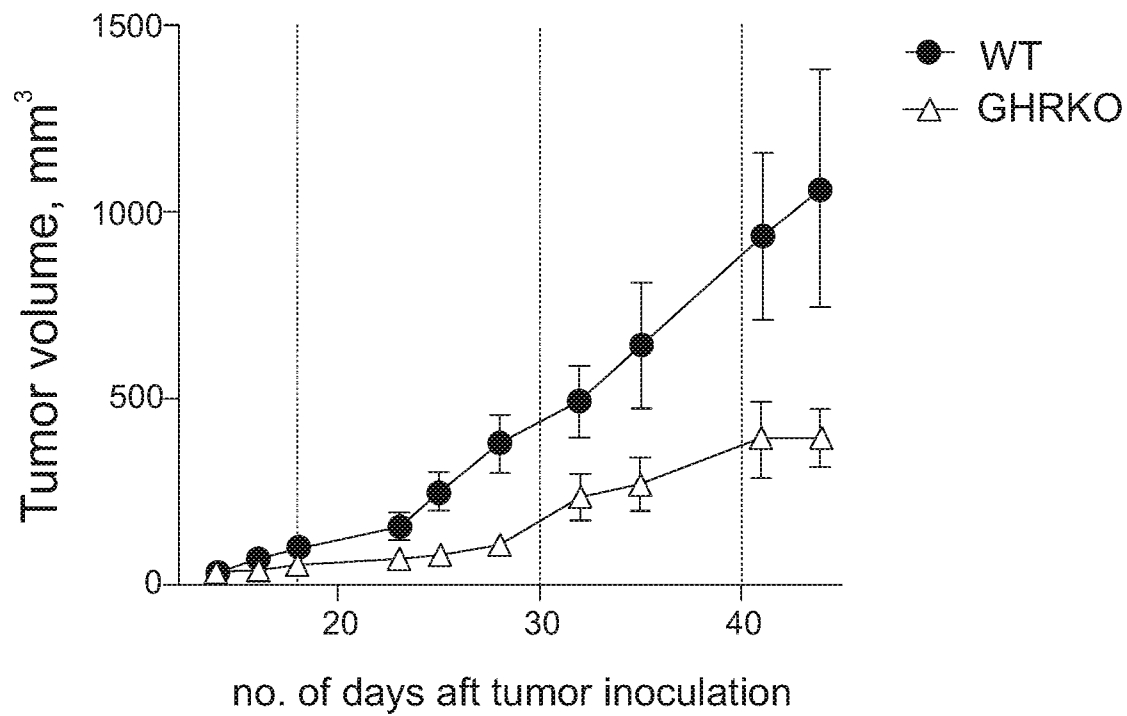 1500
1000
500
0
Tumor volume, mm³
20 30 40
no. of days aft tumor inoculation
WT
GHRKO